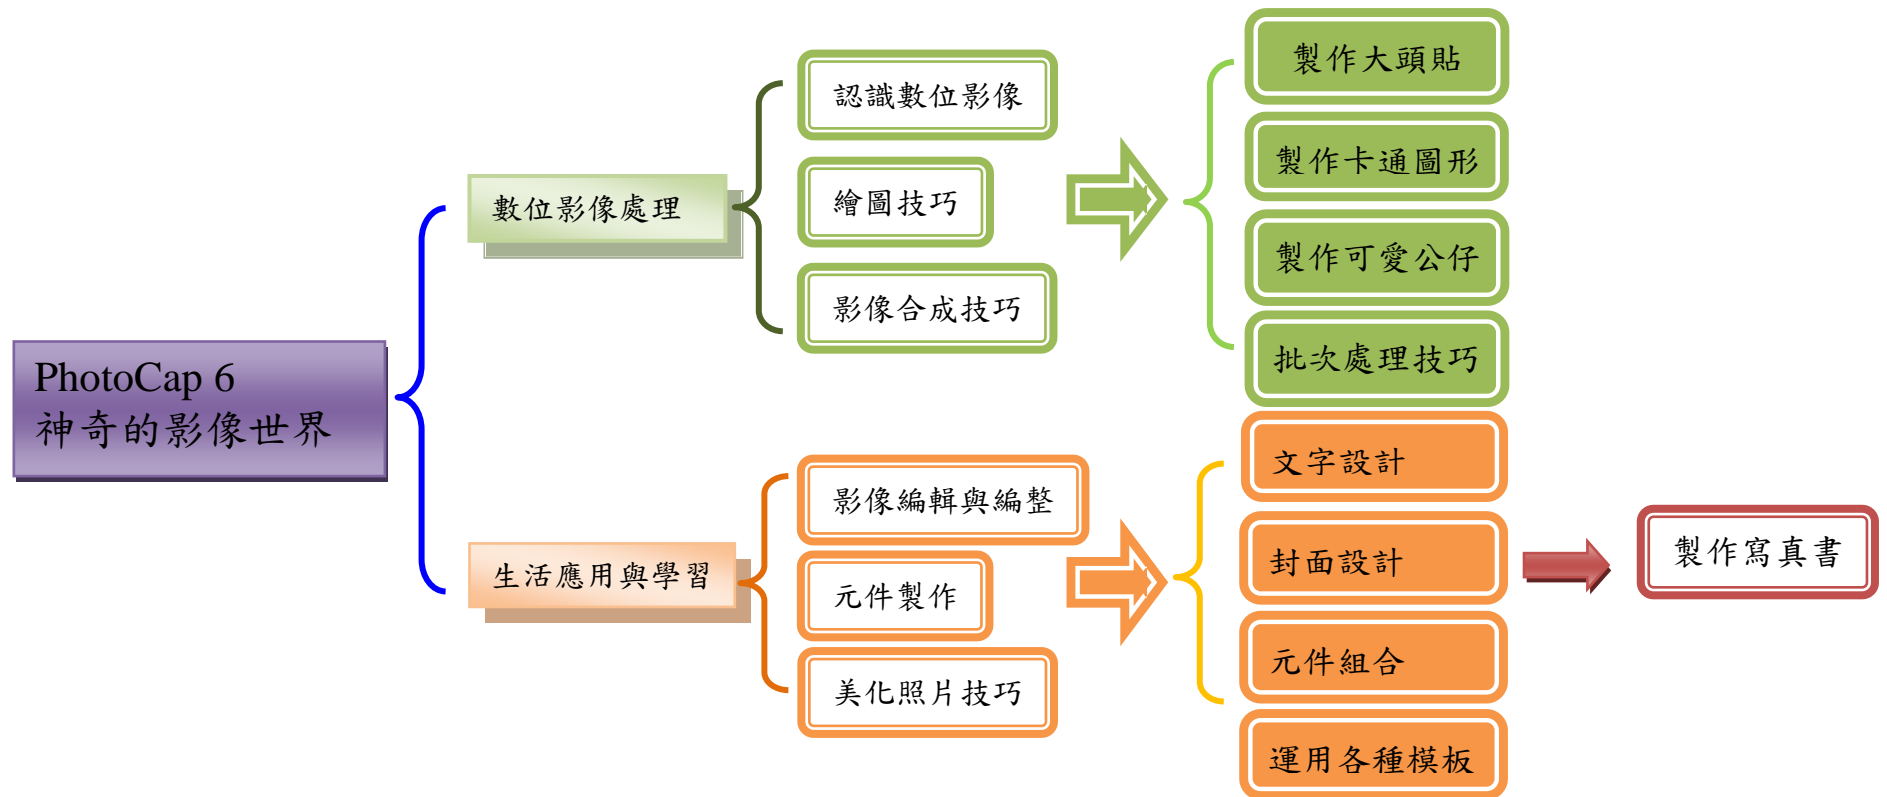 PhotoCap 6
神奇的影像世界
數位影像處理
認識數位影像
繪圖技巧
影像合成技巧
製作大頭貼
製作卡通圖形
製作可愛公仔
批次處理技巧
生活應用與學習
影像編輯與編整
元件製作
美化照片技巧
文字設計
封面設計
元件組合
運用各種模板
製作寫真書